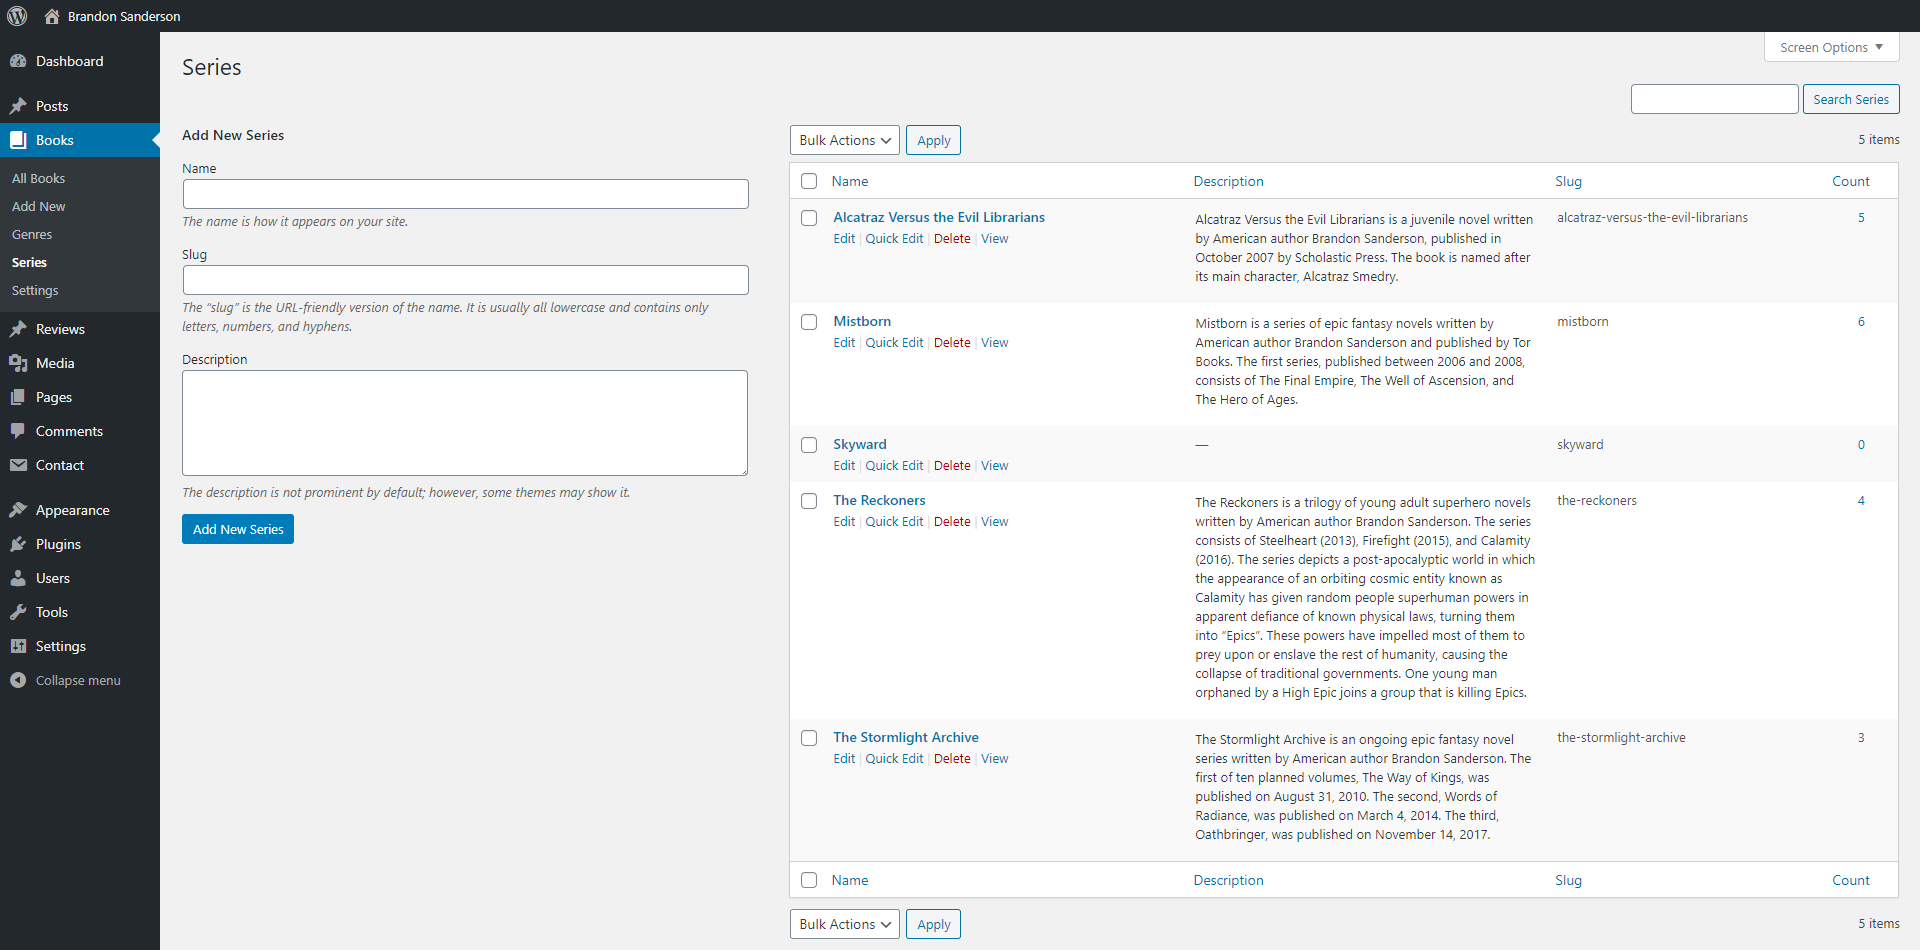 Brandon Sanderson
Dashboard
Posts
Books
All Books
Add New
Genres
Series
Settings
Reviews
Media
Pages
Comments
Contact
Appearance
Plugins
Users
Tools
Settings
Collapse menu
Screen Options
Series
Search Series
Add New Series
Name
The name is how it appears on your site.
Slug
The “slug” is the URL-friendly version of the name. It is usually all lowercase and contains only
letters, numbers, and hyphens.
Description
The description is not prominent by default; however, some themes may show it.
Add New Series
Bulk Actions Apply 5 items
Name Description Slug Count
Alcatraz Versus the Evil Librarians
Edit | Quick Edit | Delete | View
Alcatraz Versus the Evil Librarians is a juvenile novel written
by American author Brandon Sanderson, published in
October 2007 by Scholastic Press. The book is named after
its main character, Alcatraz Smedry.
alcatraz-versus-the-evil-librarians
5
Mistborn
Edit | Quick Edit | Delete | View
Mistborn is a series of epic fantasy novels written by
American author Brandon Sanderson and published by Tor
Books. The first series, published between 2006 and 2008,
consists of The Final Empire, The Well of Ascension, and
The Hero of Ages.
mistborn
6
Skyward
Edit | Quick Edit | Delete | View
—
skyward
0
The Reckoners
Edit | Quick Edit | Delete | View
The Reckoners is a trilogy of young adult superhero novels
written by American author Brandon Sanderson. The series
consists of Steelheart (2013), Firefight (2015), and Calamity
(2016). The series depicts a post-apocalyptic world in which
the appearance of an orbiting cosmic entity known as
Calamity has given random people superhuman powers in
apparent defiance of known physical laws, turning them
into “Epics”. These powers have impelled most of them to
prey upon or enslave the rest of humanity, causing the
collapse of traditional governments. One young man
orphaned by a High Epic joins a group that is killing Epics.
the-reckoners
4
The Stormlight Archive
Edit | Quick Edit | Delete | View
The Stormlight Archive is an ongoing epic fantasy novel
series written by American author Brandon Sanderson. The
first of ten planned volumes, The Way of Kings, was
published on August 31, 2010. The second, Words of
Radiance, was published on March 4, 2014. The third,
Oathbringer, was published on November 14, 2017.
the-stormlight-archive
3
Name Description Slug Count
Bulk Actions Apply 5 items